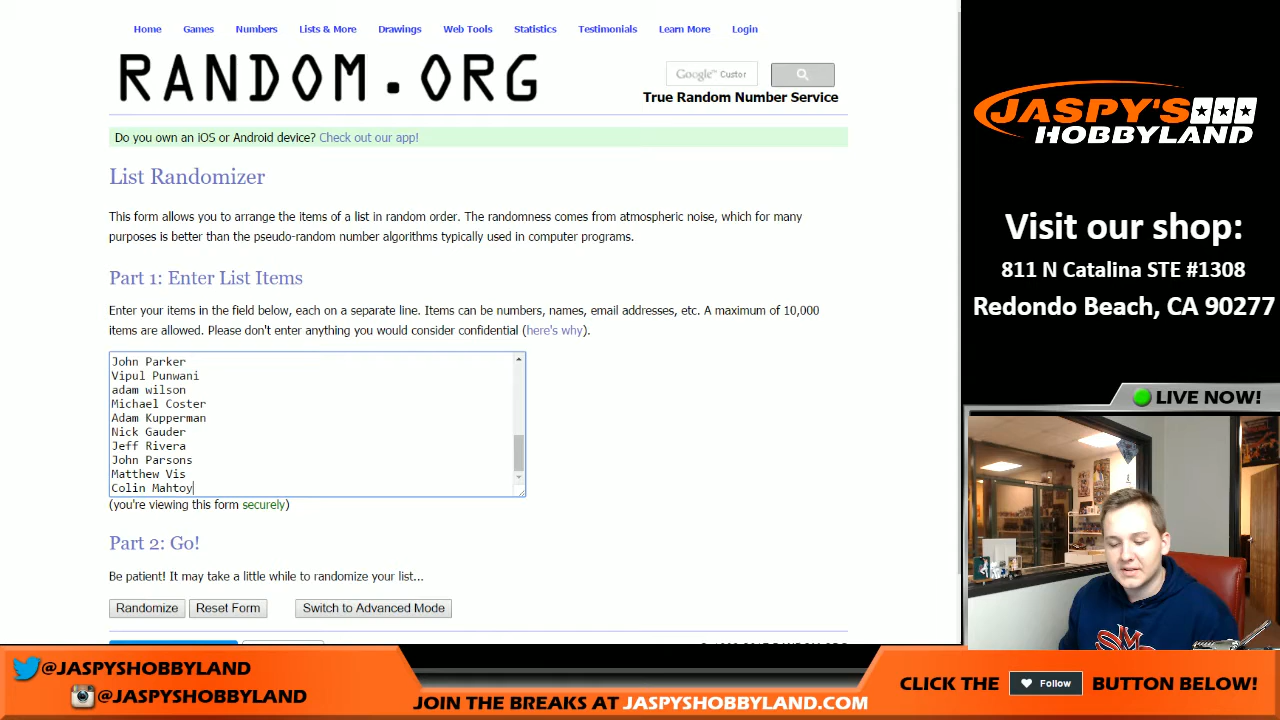 Home Games Numbers Lists & More Drawings Web Tools Statistics Testimonials Learn More Login
RANDOM.ORG
Google™ Custor
True Random Number Service
Do you own an iOS or Android device? Check out our app!
List Randomizer
This form allows you to arrange the items of a list in random order. The randomness comes from atmospheric noise, which for many
purposes is better than the pseudo-random number algorithms typically used in computer programs.
Part 1: Enter List Items
Enter your items in the field below, each on a separate line. Items can be numbers, names, email addresses, etc. A maximum of 10,000
items are allowed. Please don't enter anything you would consider confidential (here's why).
John Parker
Vipul Punwani
adam wilson
Michael Coster
Adam Kupperman
Nick Gauder
Jeff Rivera
John Parsons
Matthew Vis
Colin Mahtoy
(you're viewing this form securely)
Part 2: Go!
Be patient! It may take a little while to randomize your list...
Randomize Reset Form Switch to Advanced Mode
JASPY'S
HOBBYLAND
Visit our shop:
811 N Catalina STE #1308
Redondo Beach, CA 90277
LIVE NOW!
@JASPYSHOBBYLAND
@JASPYSHOBBYLAND
JOIN THE BREAKS AT JASPYSHOBBYLAND.COM
CLICK THE Follow BUTTON BELOW!